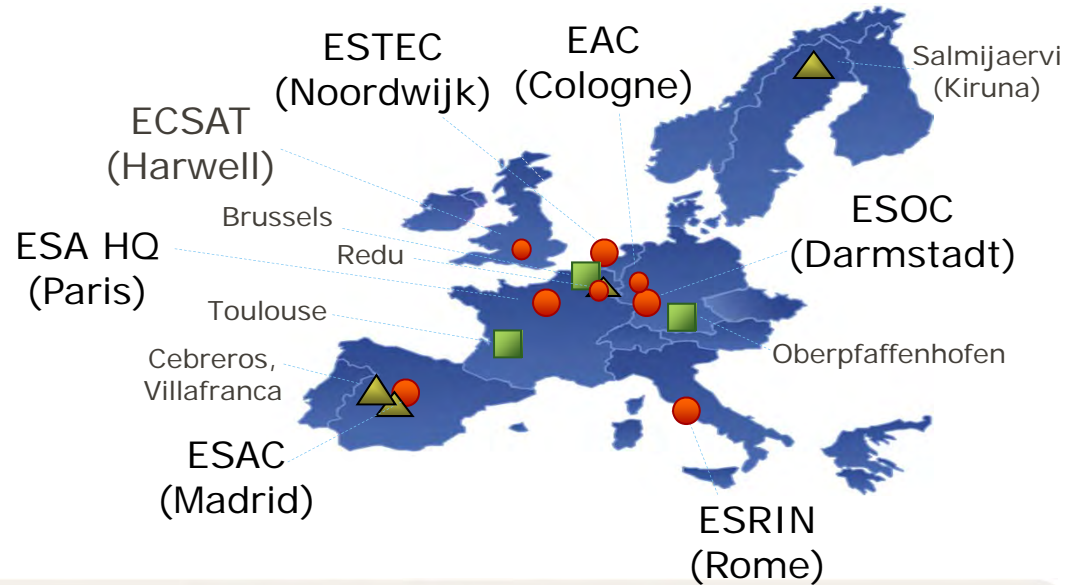 ESTEC
(Noordwijk)
EAC
(Cologne)
Salmijaervi
(Kiruna)
ECSAT
(Harwell)
Brussels
ESOC
(Darmstadt)
ESA HQ
(Paris)
Redu
Toulouse
Oberpfaffenhofen
Cebreros,
Villafranca
ESAC
(Madrid)
ESRIN
(Rome)